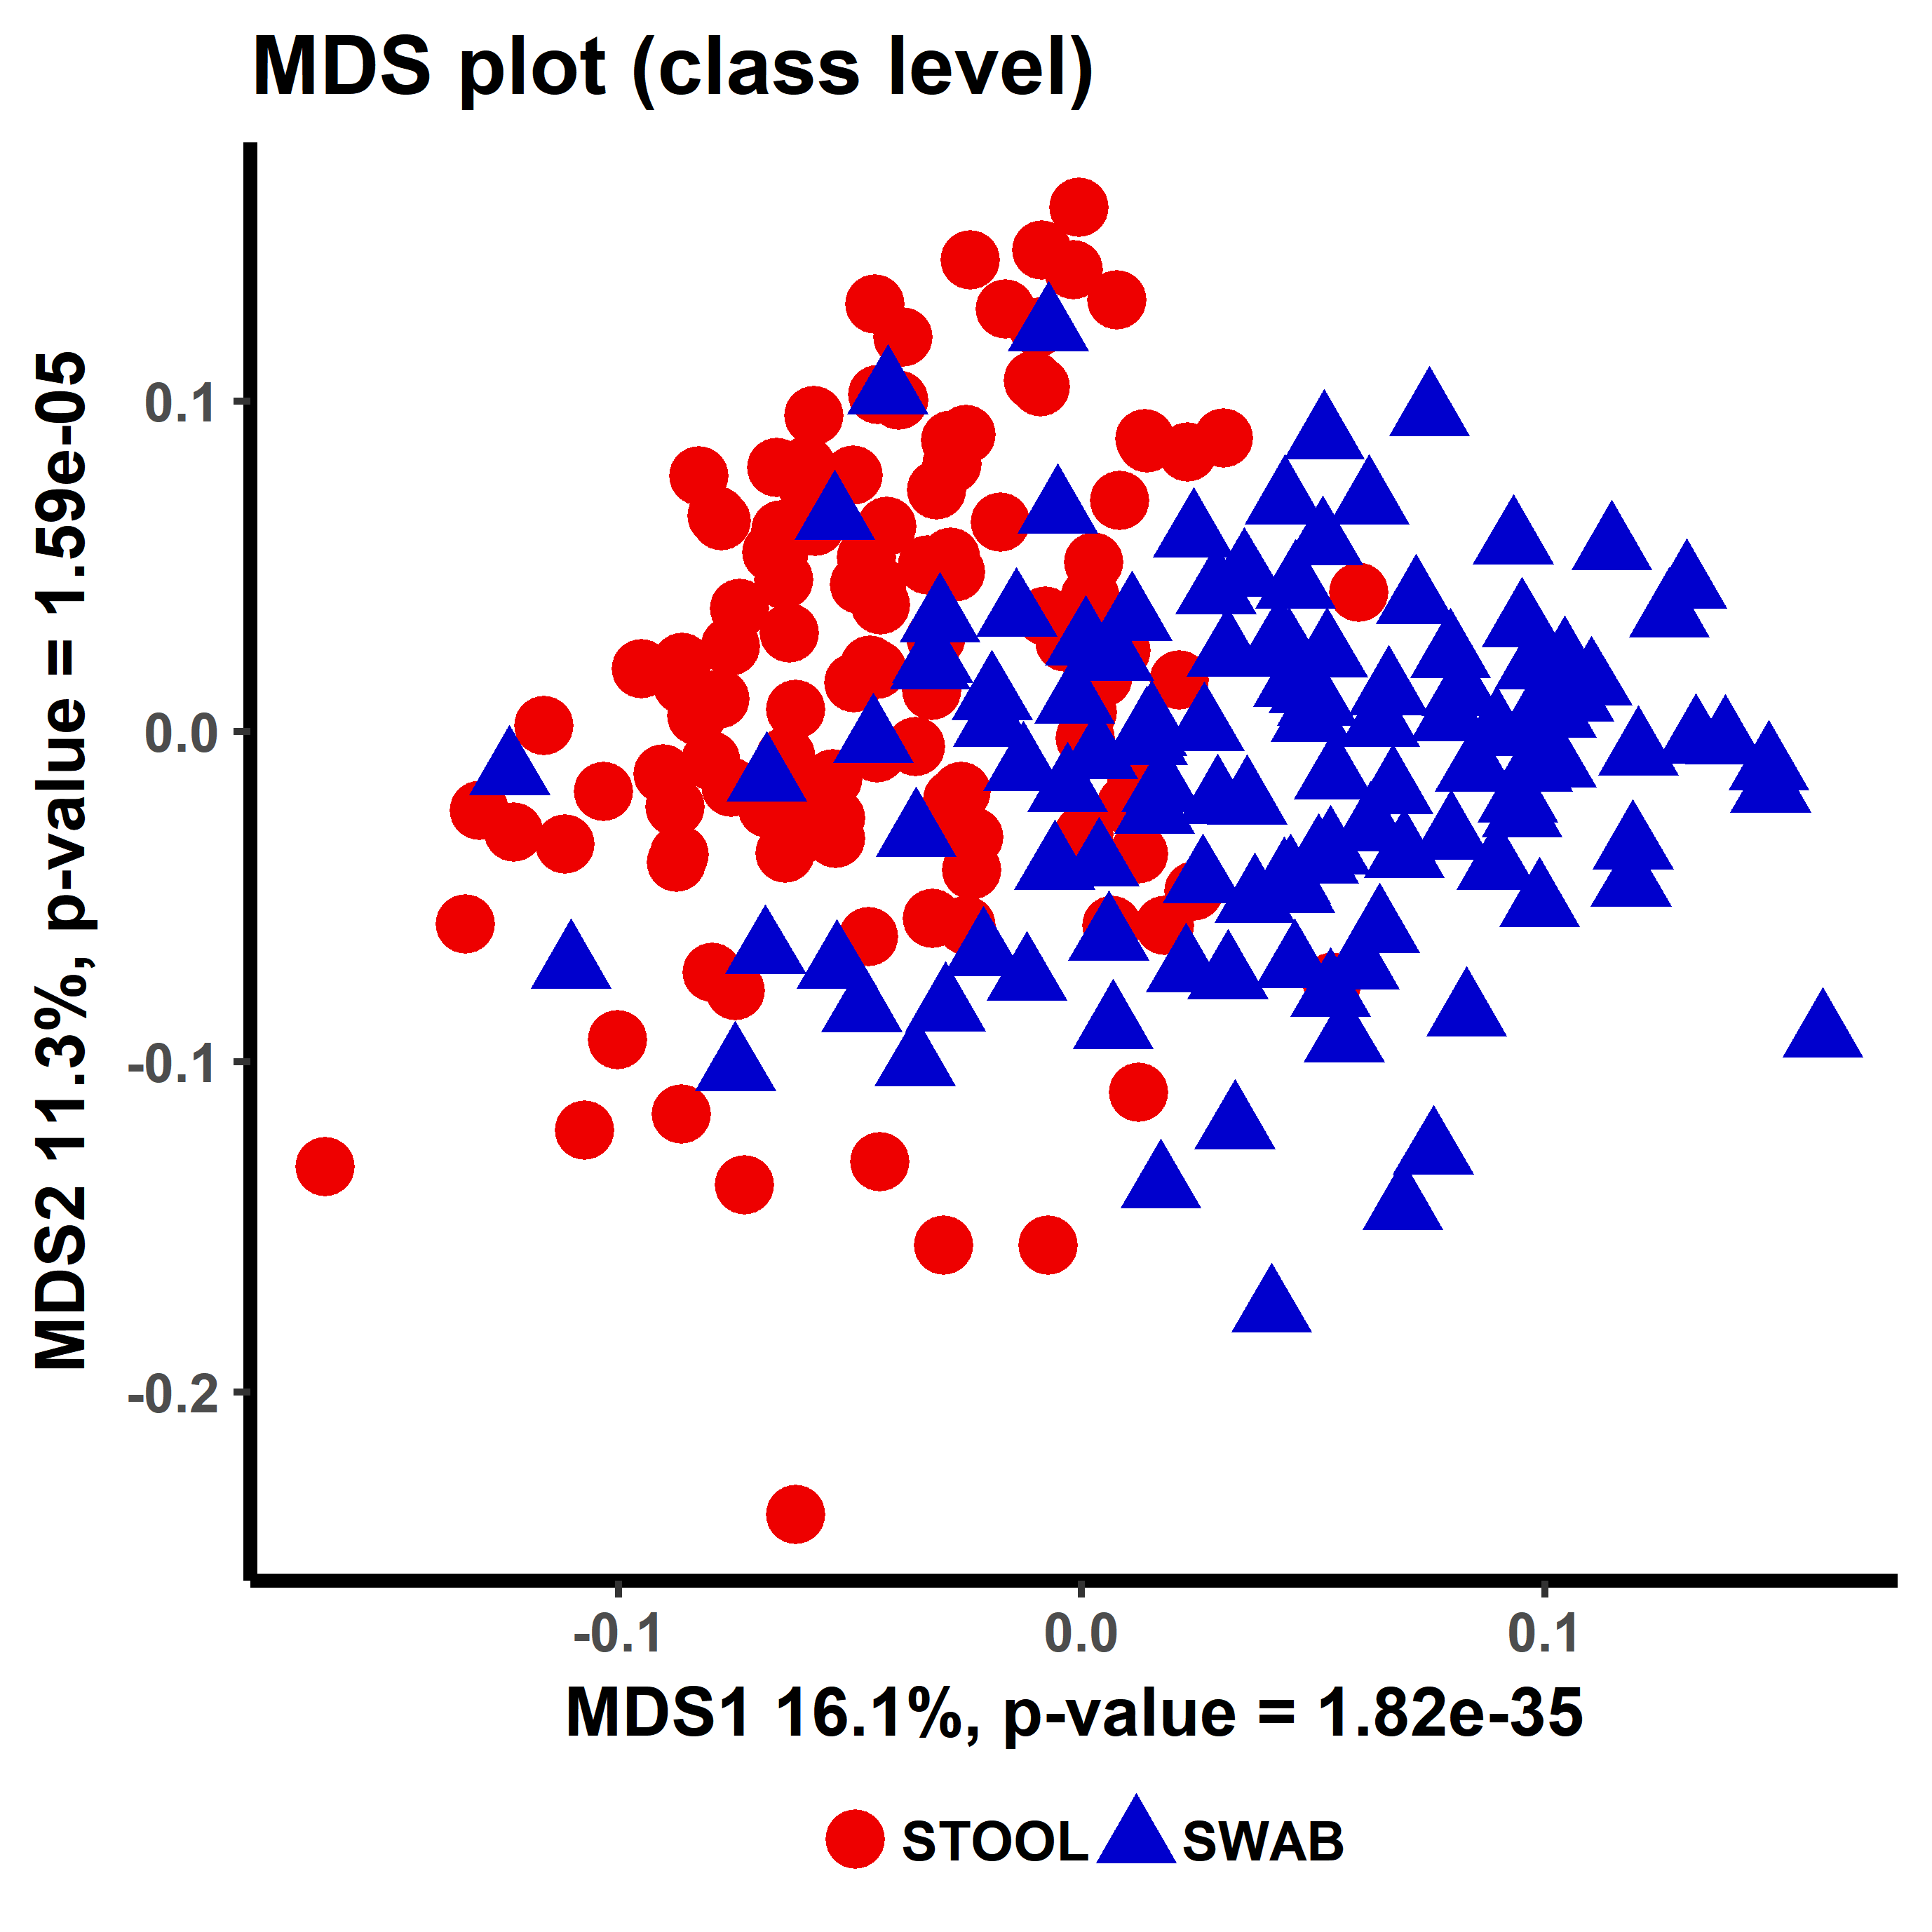 MDS plot (class level)
MDS2 11.3%, p-value = 1.59e-05
0.1
0.0
-0.1
-0.2
-0.1
0.0
0.1
MDS1 16.1%, p-value = 1.82e-35
STOOL
SWAB